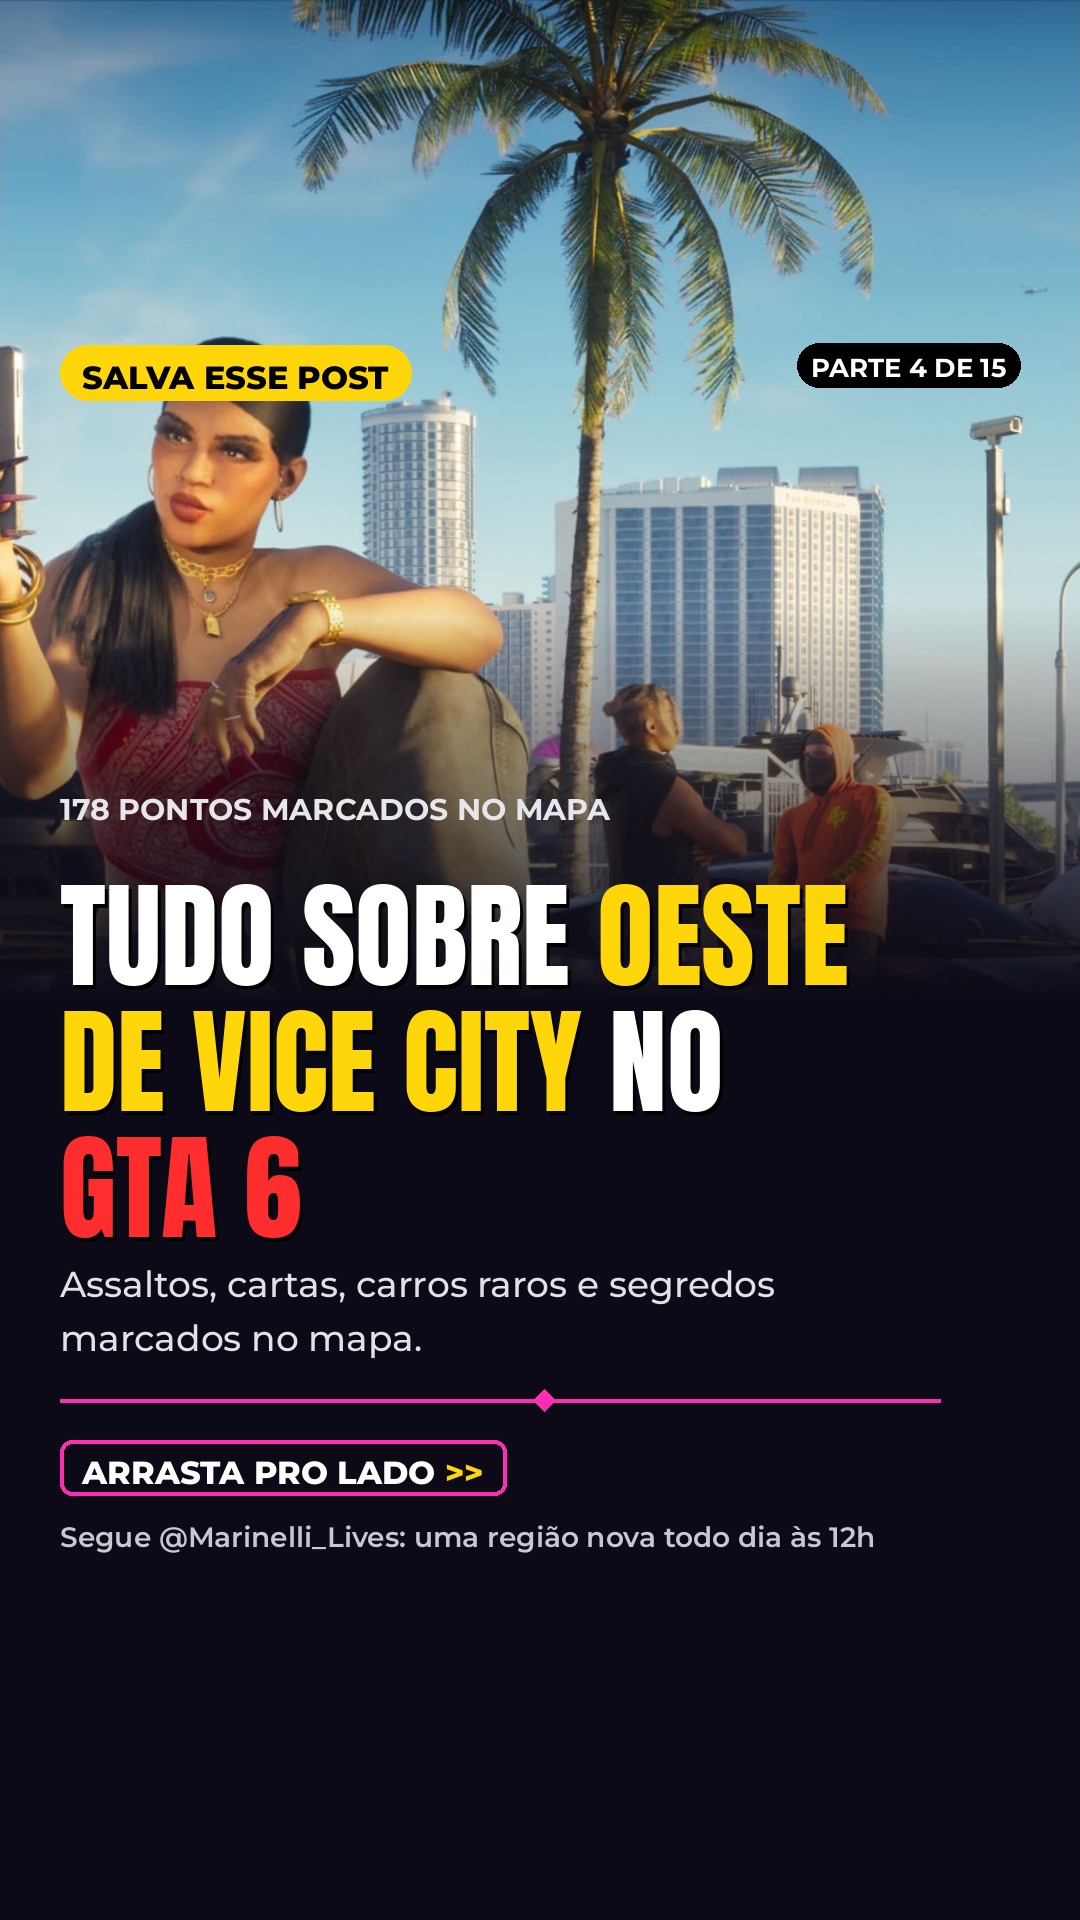 SALVA ESSE POST
PARTE 4 DE 15
178 PONTOS MARCADOS NO MAPA
TUDO SOBRE OESTE
DE VICE CITY NO
GTA 6
Assaltos, cartas, carros raros e segredos
marcados no mapa.
ARRASTA PRO LADO >>
Segue @Marinelli_Lives: uma região nova todo dia às 12h